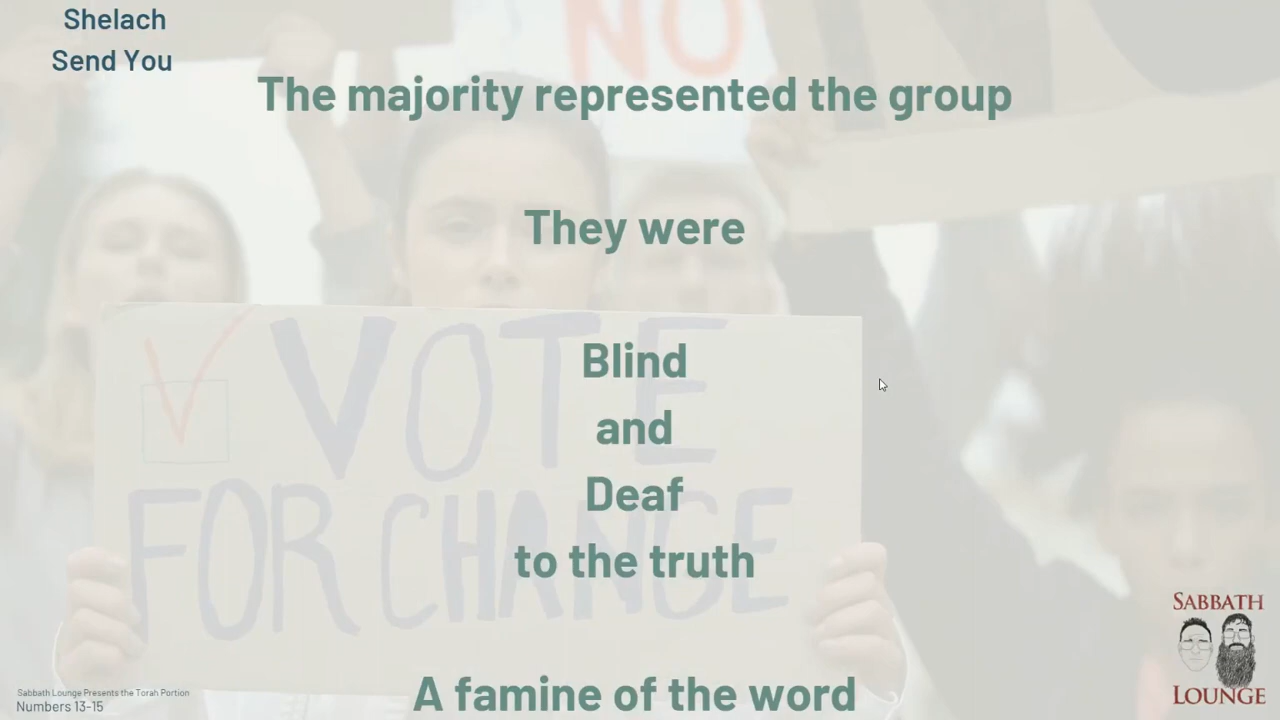 Shelach
Send You
NO
The majority represented the group
They were
VOTE
FOR CHANGE
Blind
and
Deaf
to the truth
A famine of the word
Sabbath Lounge Presents the Torah Portion
Numbers 13-15
SABBATH
LOUNGE